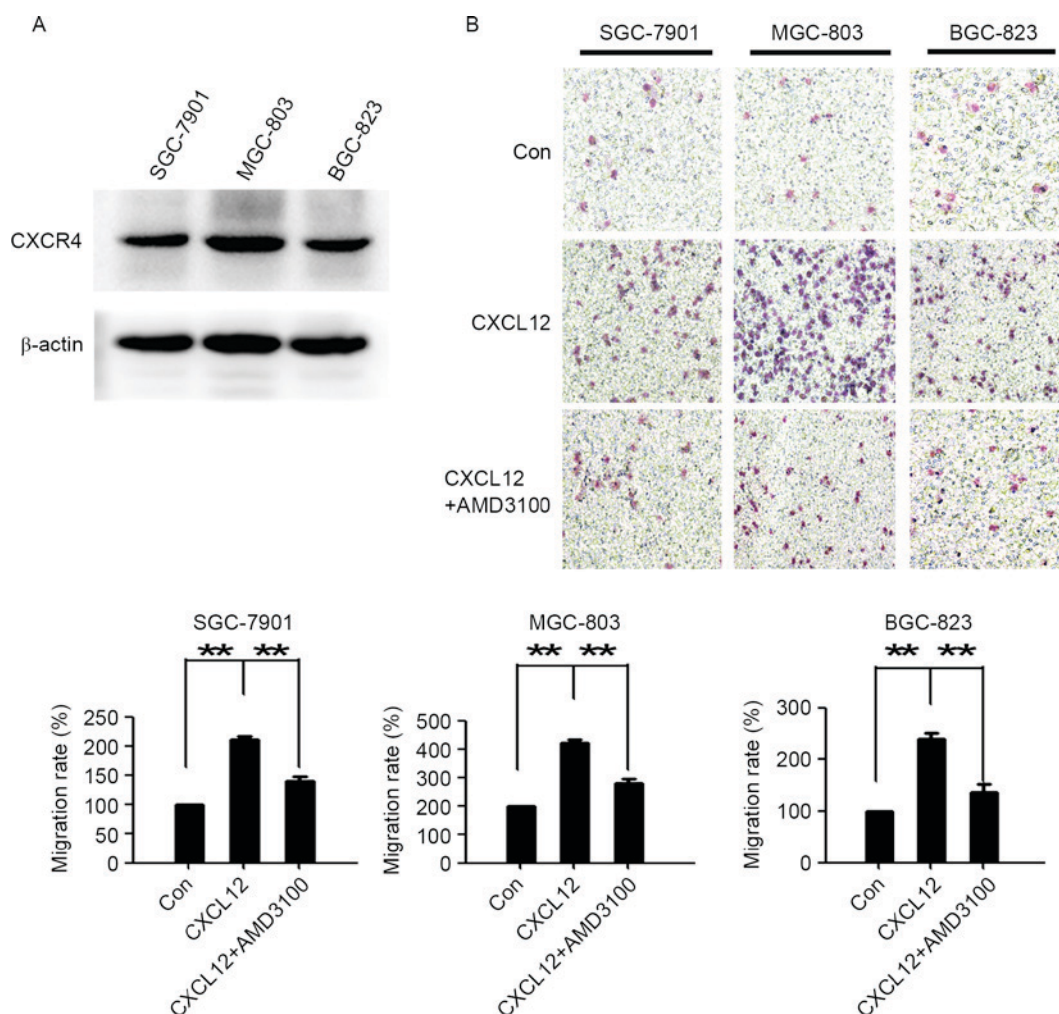 A
SGC-7901
MGC-803
BGC-823
CXCR4
β-actin
B
SGC-7901
MGC-803
BGC-823
Con
CXCL12
CXCL12
+AMD3100
SGC-7901
** **
Migration rate (%)
250
200
150
100
50
0
Con
CXCL12
CXCL12+AMD3100
MGC-803
** **
Migration rate (%)
500
400
300
200
100
0
Con
CXCL12
CXCL12+AMD3100
BGC-823
** **
Migration rate (%)
300
200
100
0
Con
CXCL12
CXCL12+AMD3100